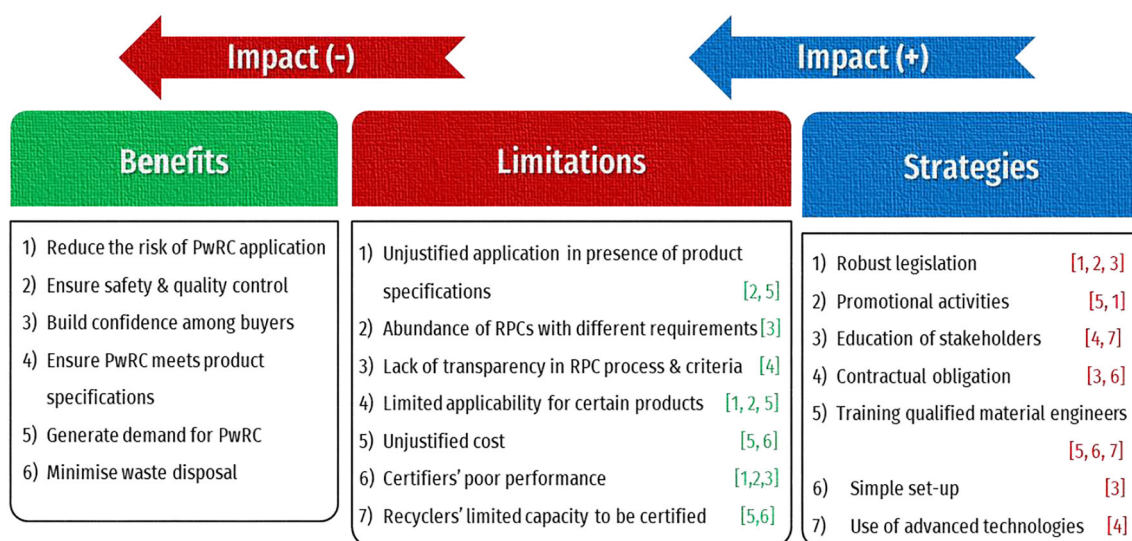 Impact (-)
Impact (+)
Benefits
Limitations
Strategies
1) Reduce the risk of PwRC application
2) Ensure safety & quality control
3) Build confidence among buyers
4) Ensure PwRC meets product
specifications
5) Generate demand for PwRC
6) Minimise waste disposal
1) Unjustified application in presence of product
specifications [2, 5]
2) Abundance of RPCs with different requirements [3]
3) Lack of transparency in RPC process & criteria [4]
4) Limited applicability for certain products [1, 2, 5]
5) Unjustified cost [5, 6]
6) Certifiers' poor performance [1,2,3]
7) Recyclers' limited capacity to be certified [5,6]
1) Robust legislation [1, 2, 3]
2) Promotional activities [5, 1]
3) Education of stakeholders [4, 7]
4) Contractual obligation [3, 6]
5) Training qualified material engineers
[5, 6, 7]
6) Simple set-up [3]
7) Use of advanced technologies [4]